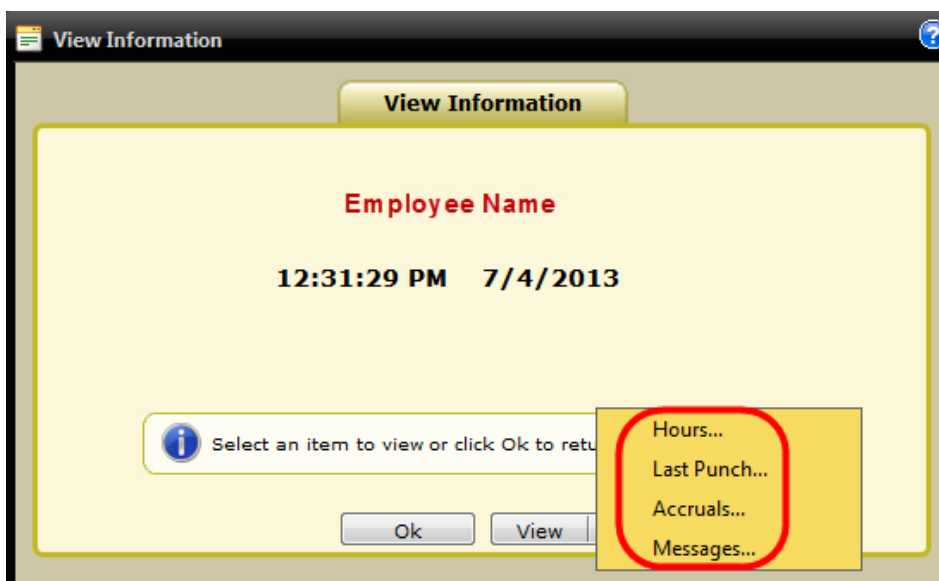 View Information
View Information
Employee Name
12:31:29 PM 7/4/2013
Select an item to view or click Ok to retu
Hours...
Last Punch...
Accruals...
Messages...
Ok
View